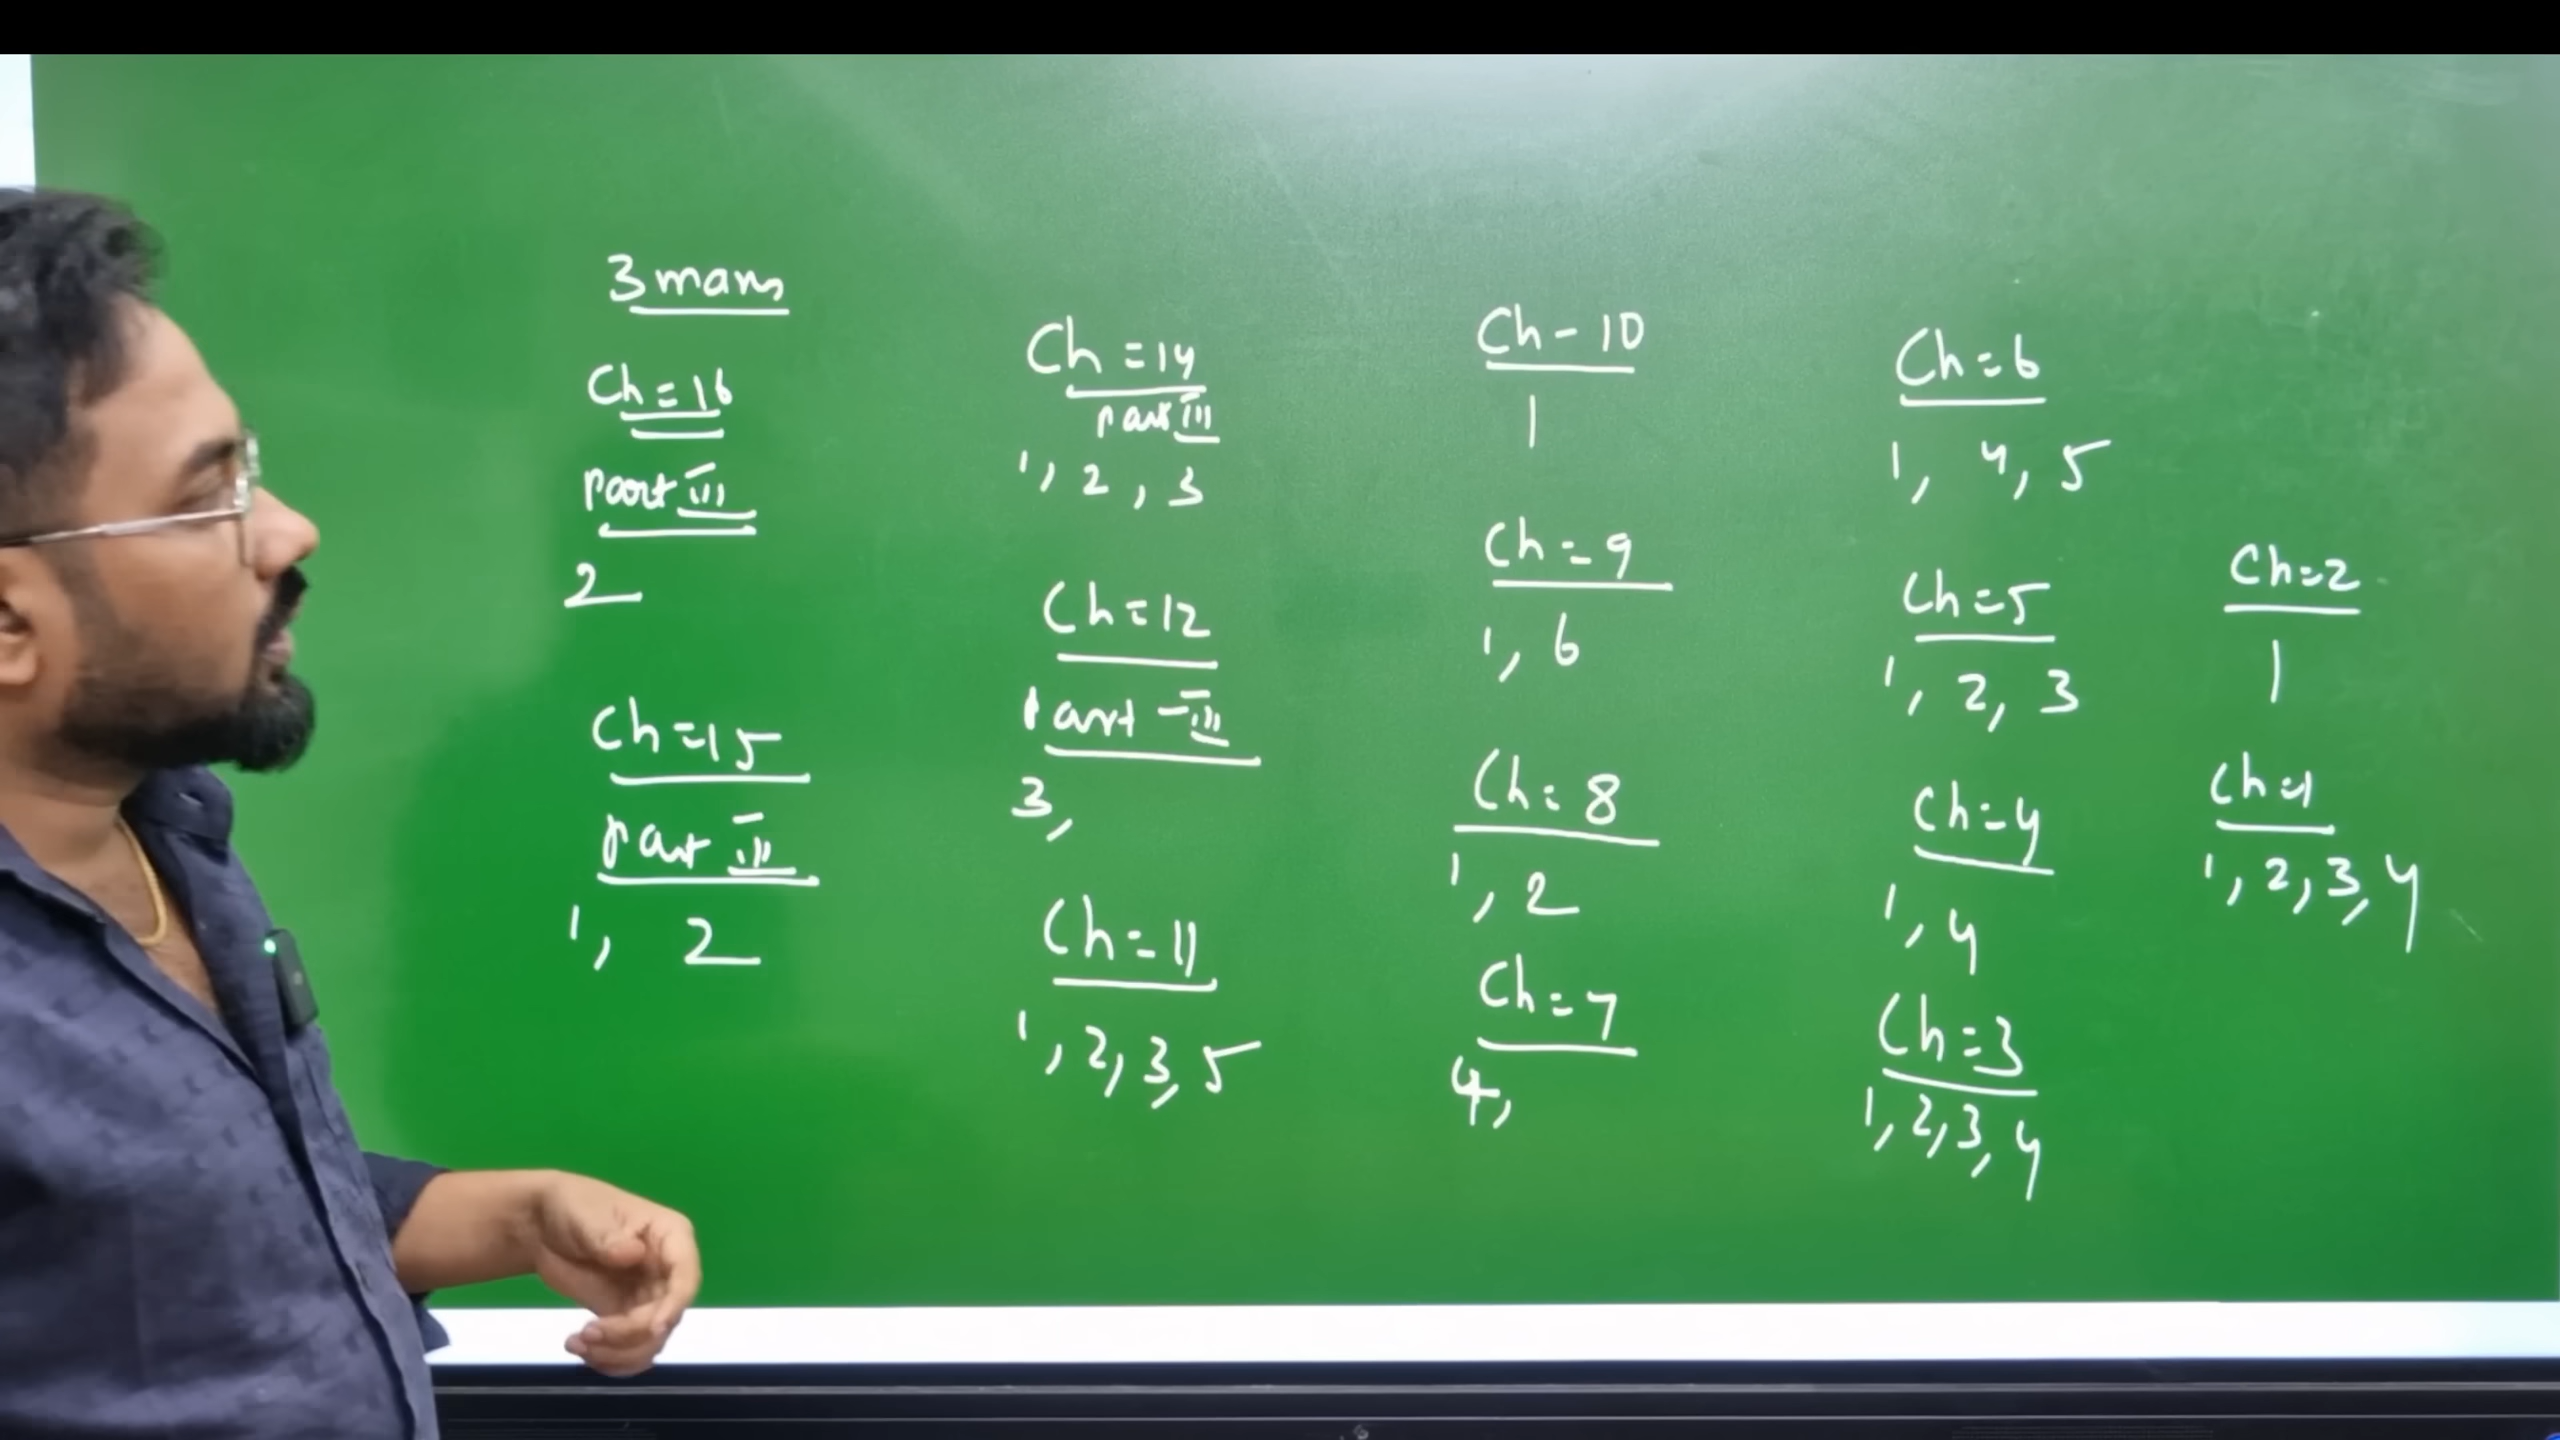 3 mark
Ch = 16
part III
2
Ch = 15
part III
1, 2
Ch = 14
part III
1, 2, 3
Ch = 12
Part - III
3,
Ch = 11
1, 2, 3, 5
Ch - 10
1
Ch = 9
1, 6
Ch = 8
1, 2
Ch = 7
4,
Ch = 6
1, 4, 5
Ch = 5
1, 2, 3
Ch = 4
1, 4
Ch = 3
1, 2, 3, 4
Ch = 2
1
Ch = 1
1, 2, 3, 4